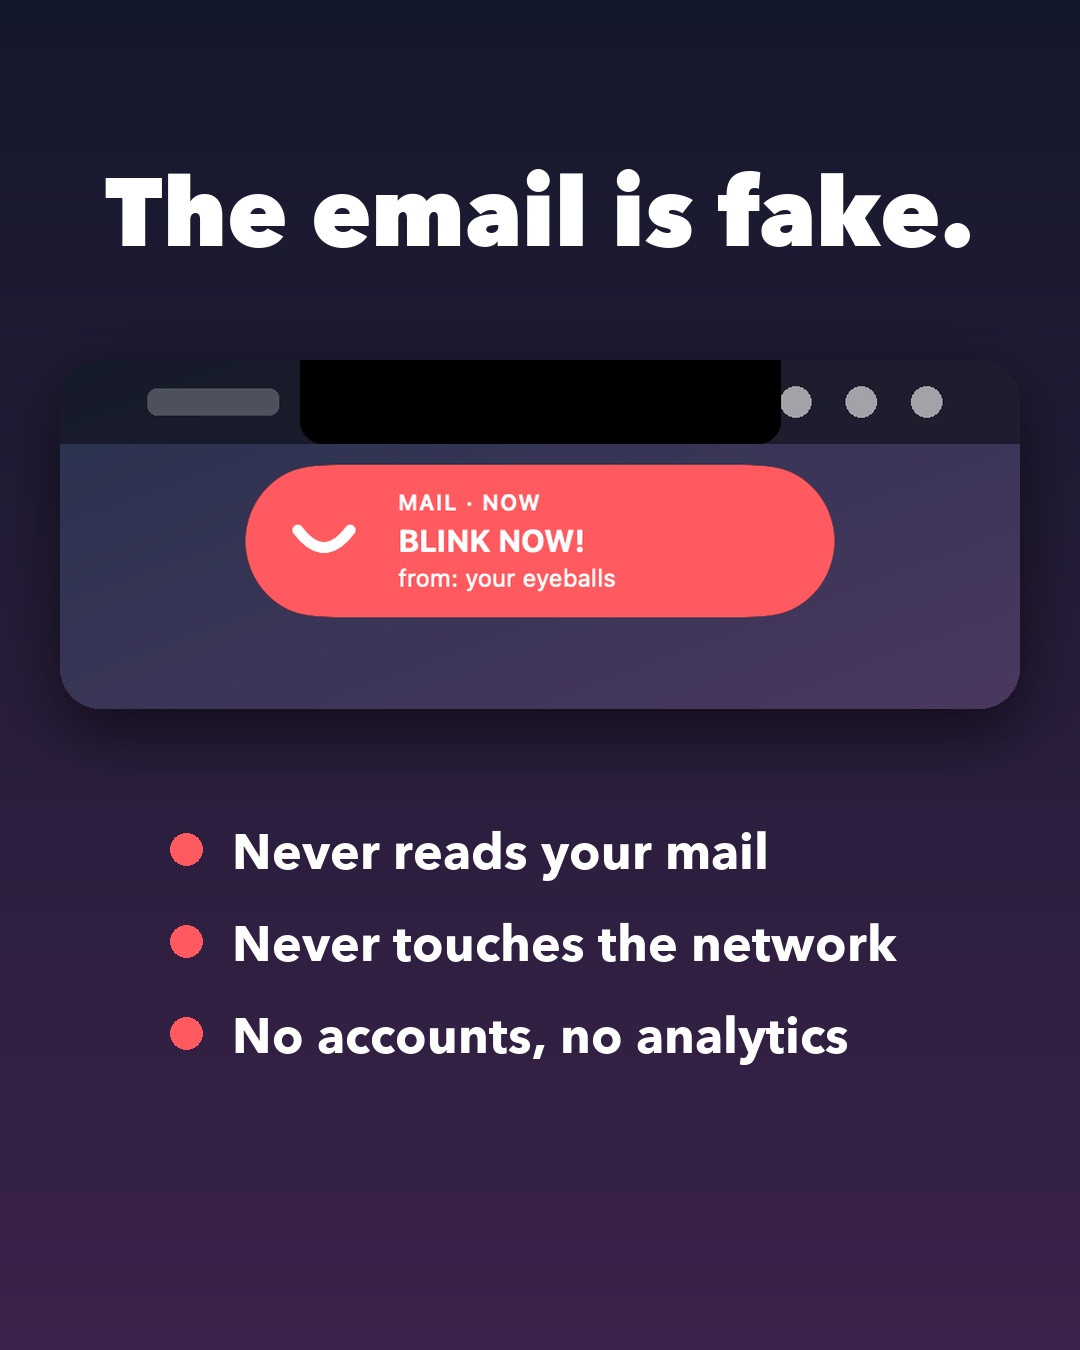 The email is fake.
MAIL · NOW
BLINK NOW!
from: your eyeballs
Never reads your mail
Never touches the network
No accounts, no analytics